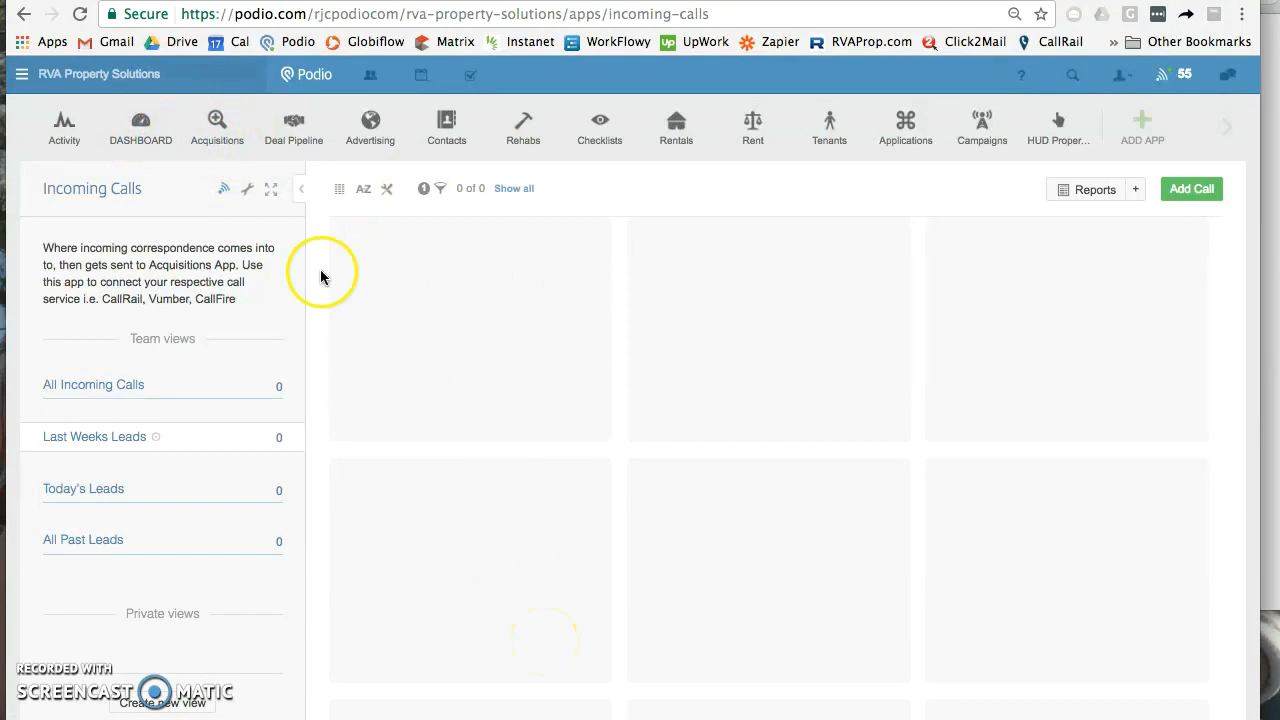 Secure https://podio.com/rjcpodiocom/rva-property-solutions/apps/incoming-calls
Apps Gmail Drive 17 Cal Podio Globiflow Matrix Instanet WorkFlowy Up UpWork Zapier R RVAProp.com 2 Click2Mail CallRail » Other Bookmarks
RVA Property Solutions Podio ? 55
Activity DASHBOARD Acquisitions Deal Pipeline Advertising Contacts Rehabs Checklists Rentals Rent Tenants Applications Campaigns HUD Proper... ADD APP
Incoming Calls AZ 1 0 of 0 Show all Reports + Add Call
Where incoming correspondence comes into
to, then gets sent to Acquisitions App. Use
this app to connect your respective call
service i.e. CallRail, Vumber, CallFire
Team views
All Incoming Calls 0
Last Weeks Leads 0
Today's Leads 0
All Past Leads 0
Private views
RECORDED WITH
SCREENCAST MATIC
Create new view